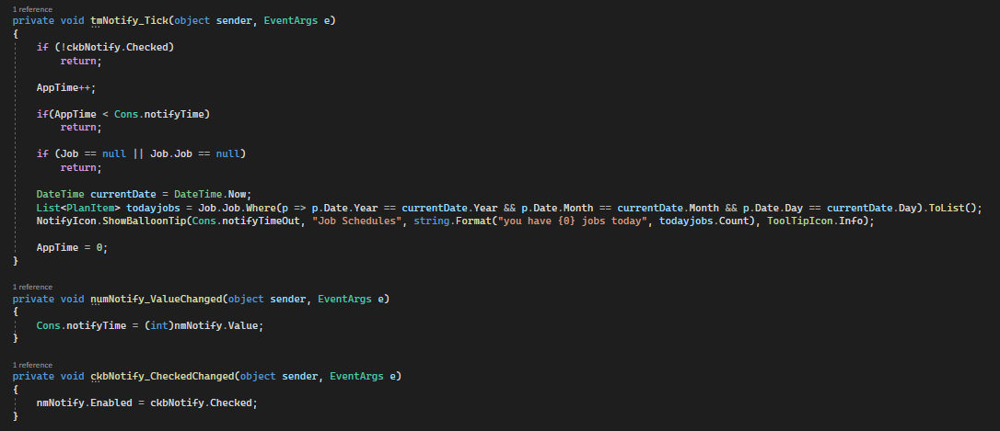 1 reference
private void tmNotify_Tick(object sender, EventArgs e)
{
    if (!ckbNotify.Checked)
        return;
    AppTime++;
    if(AppTime < Cons.notifyTime)
        return;
    if (Job == null || Job.Job == null)
        return;
    DateTime currentDate = DateTime.Now;
    List<PlanItem> todayjobs = Job.Job.Where(p => p.Date.Year == currentDate.Year && p.Date.Month == currentDate.Month && p.Date.Day == currentDate.Day).ToList();
    NotifyIcon.ShowBalloonTip(Cons.notifyTimeOut, "Job Schedules", string.Format("you have {0} jobs today", todayjobs.Count), ToolTipIcon.Info);
    AppTime = 0;
}
1 reference
private void numNotify_ValueChanged(object sender, EventArgs e)
{
    Cons.notifyTime = (int)nmNotify.Value;
}
1 reference
private void ckbNotify_CheckedChanged(object sender, EventArgs e)
{
    nmNotify.Enabled = ckbNotify.Checked;
}